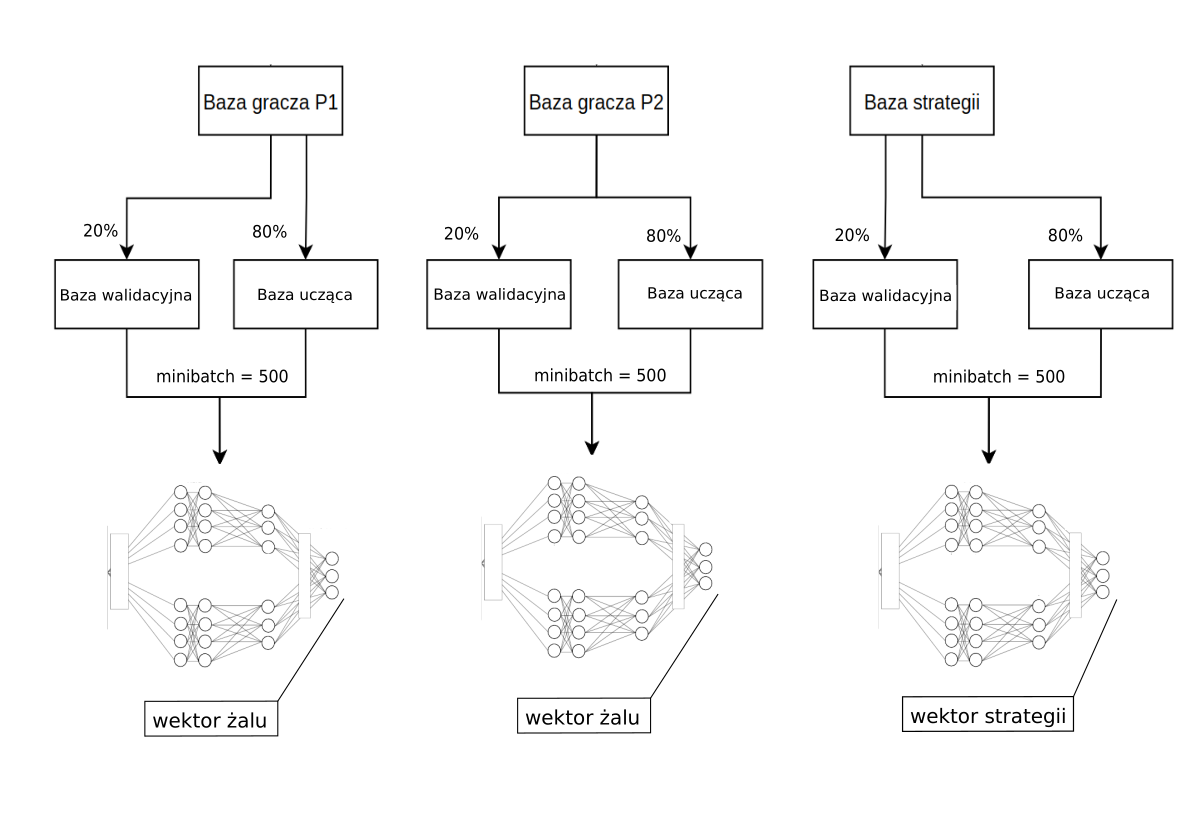 Baza gracza P1
Baza gracza P2
Baza strategii
20%
80%
20%
80%
20%
80%
Baza walidacyjna
Baza ucząca
Baza walidacyjna
Baza ucząca
Baza walidacyjna
Baza ucząca
minibatch = 500
minibatch = 500
minibatch = 500
wektor żalu
wektor żalu
wektor strategii